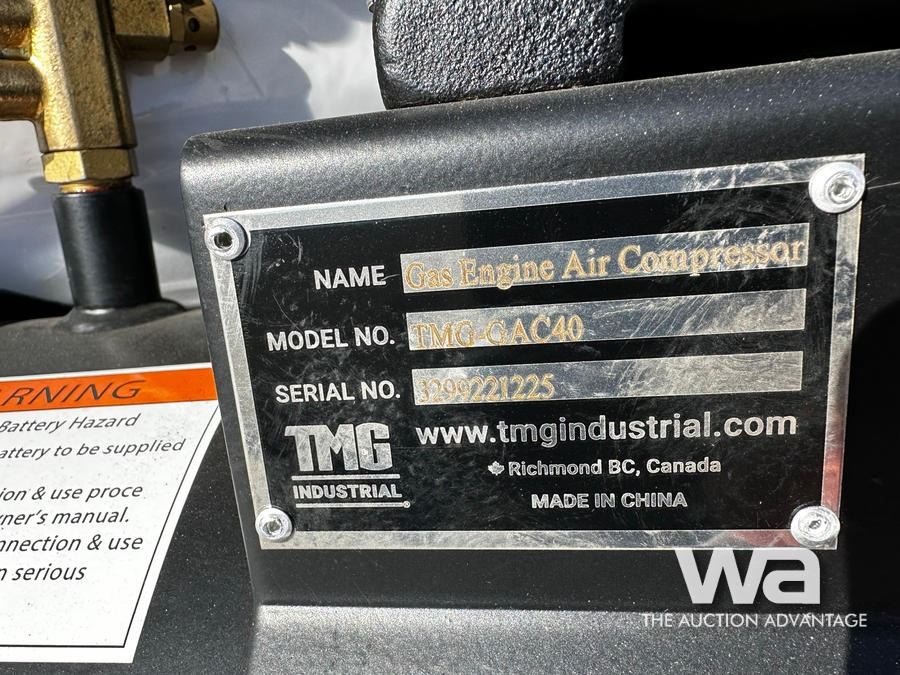 NAME Gas Engine Air Compressor
MODEL NO. TMG-GAC40
SERIAL NO. 3299221225
TMG
INDUSTRIAL
www.tmgindustrial.com
Richmond BC, Canada
MADE IN CHINA
RNING
Battery Hazard
attery to be supplied
ion & use proce
ner's manual.
nnection & use
n serious
wa
THE AUCTION ADVANTAGE